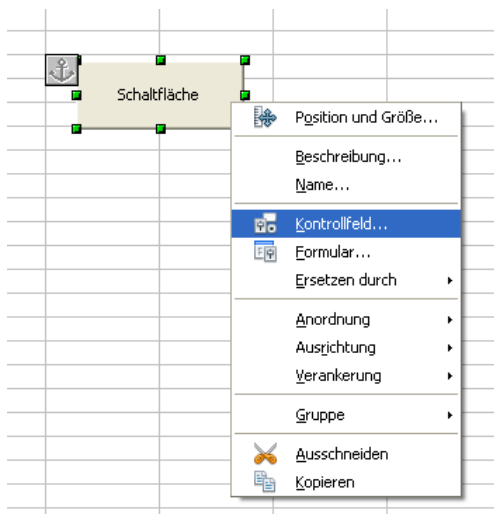 Schaltfläche
Position und Größe...
Beschreibung...
Name...
Kontrollfeld...
Formular...
Ersetzen durch
Anordnung
Ausrichtung
Verankerung
Gruppe
Ausschneiden
Kopieren